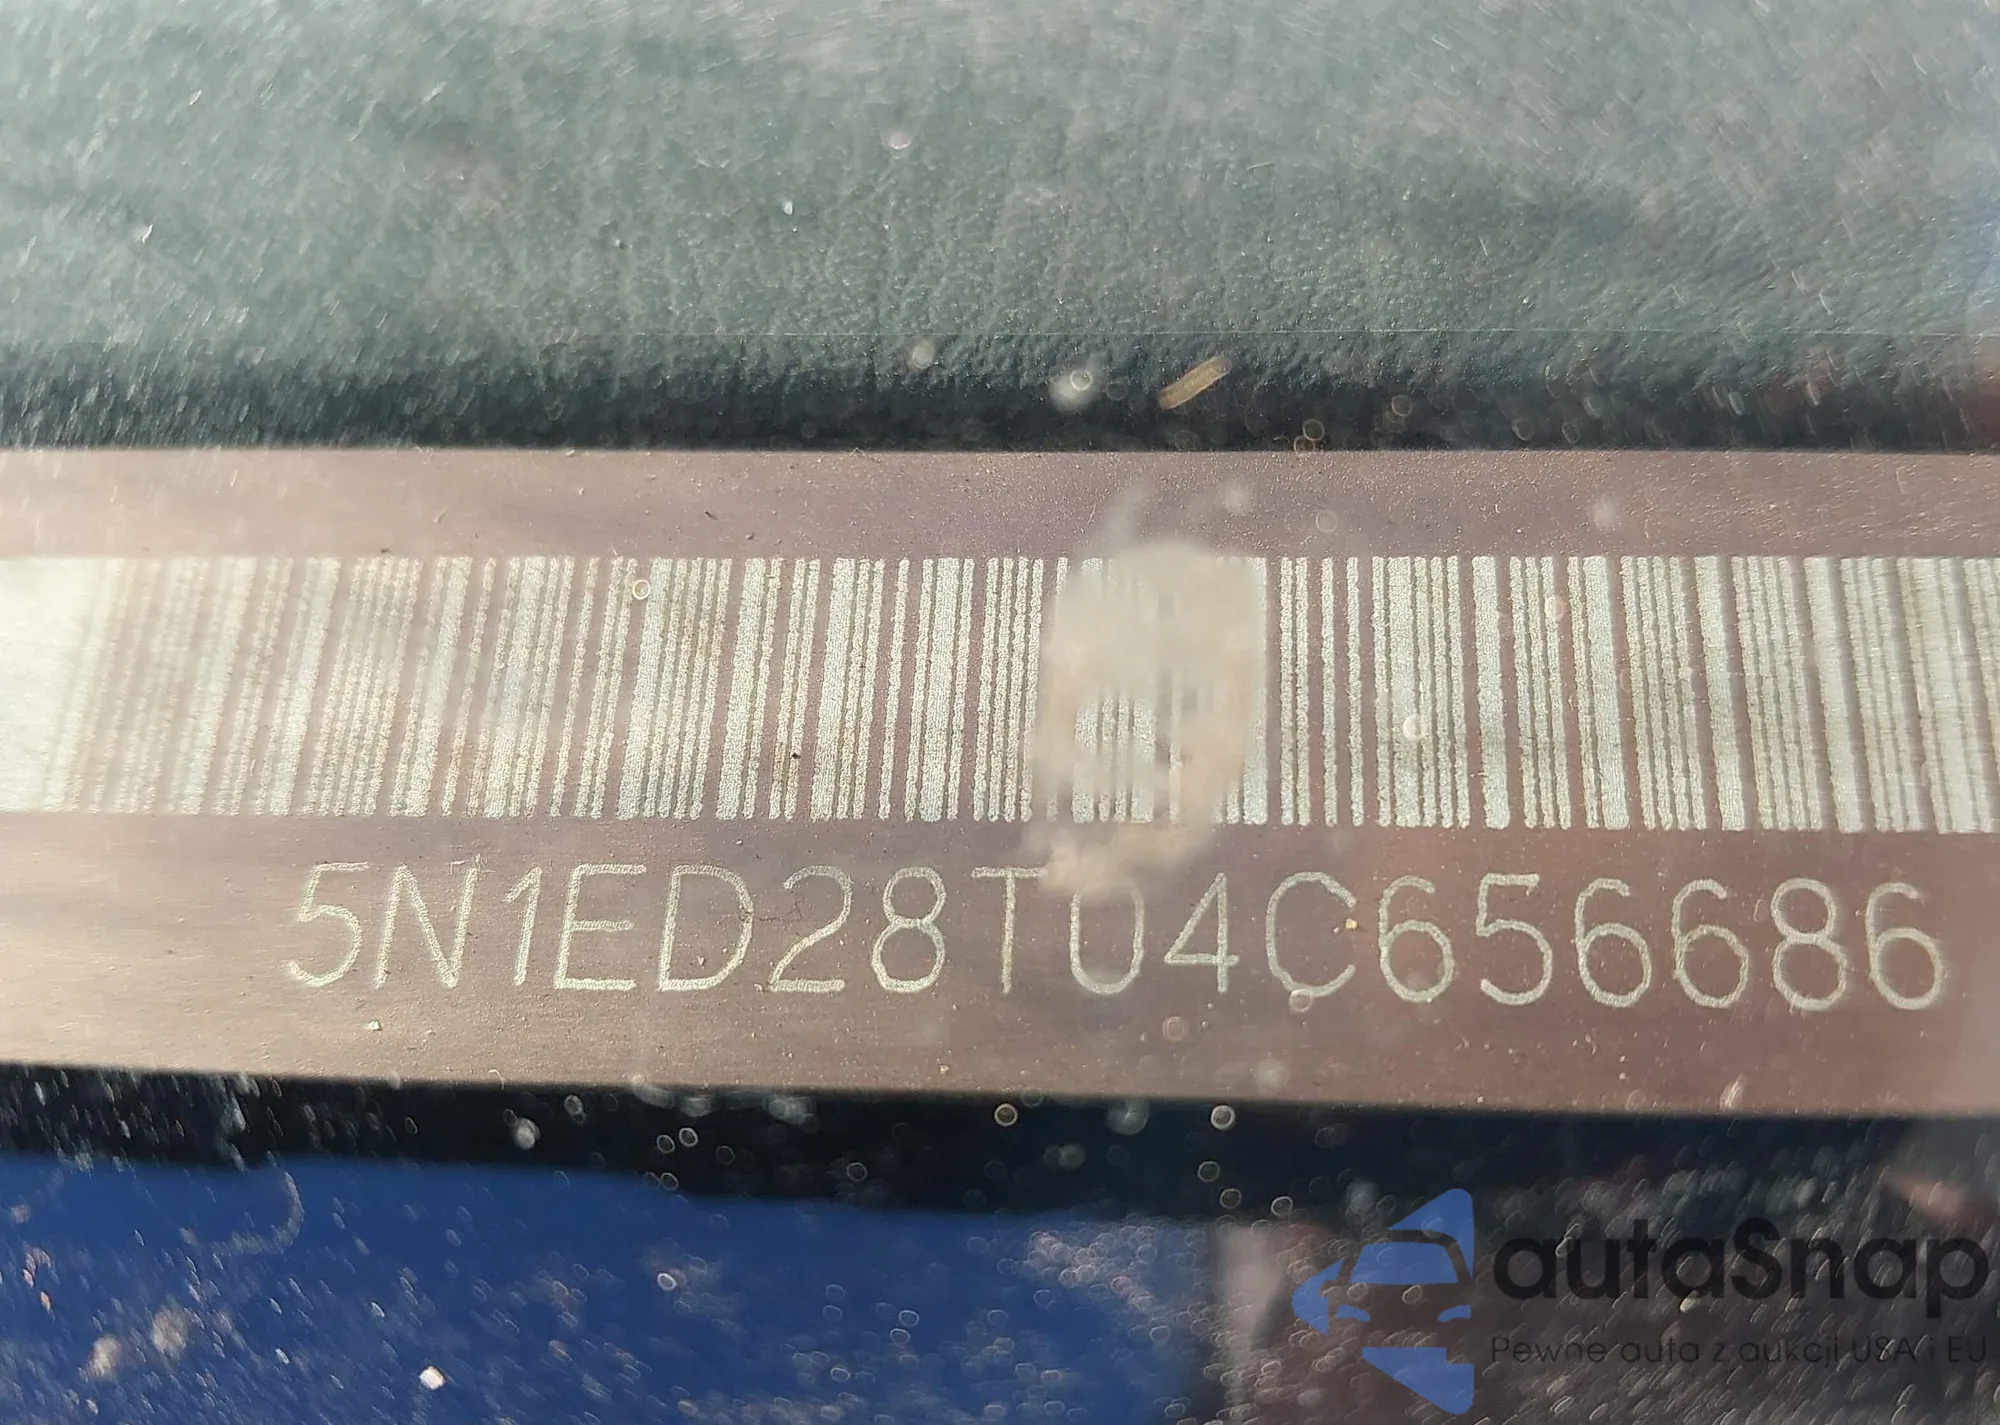 5N1ED28T04C656686
autaSnap
Pewne auta z aukcji USA i EU